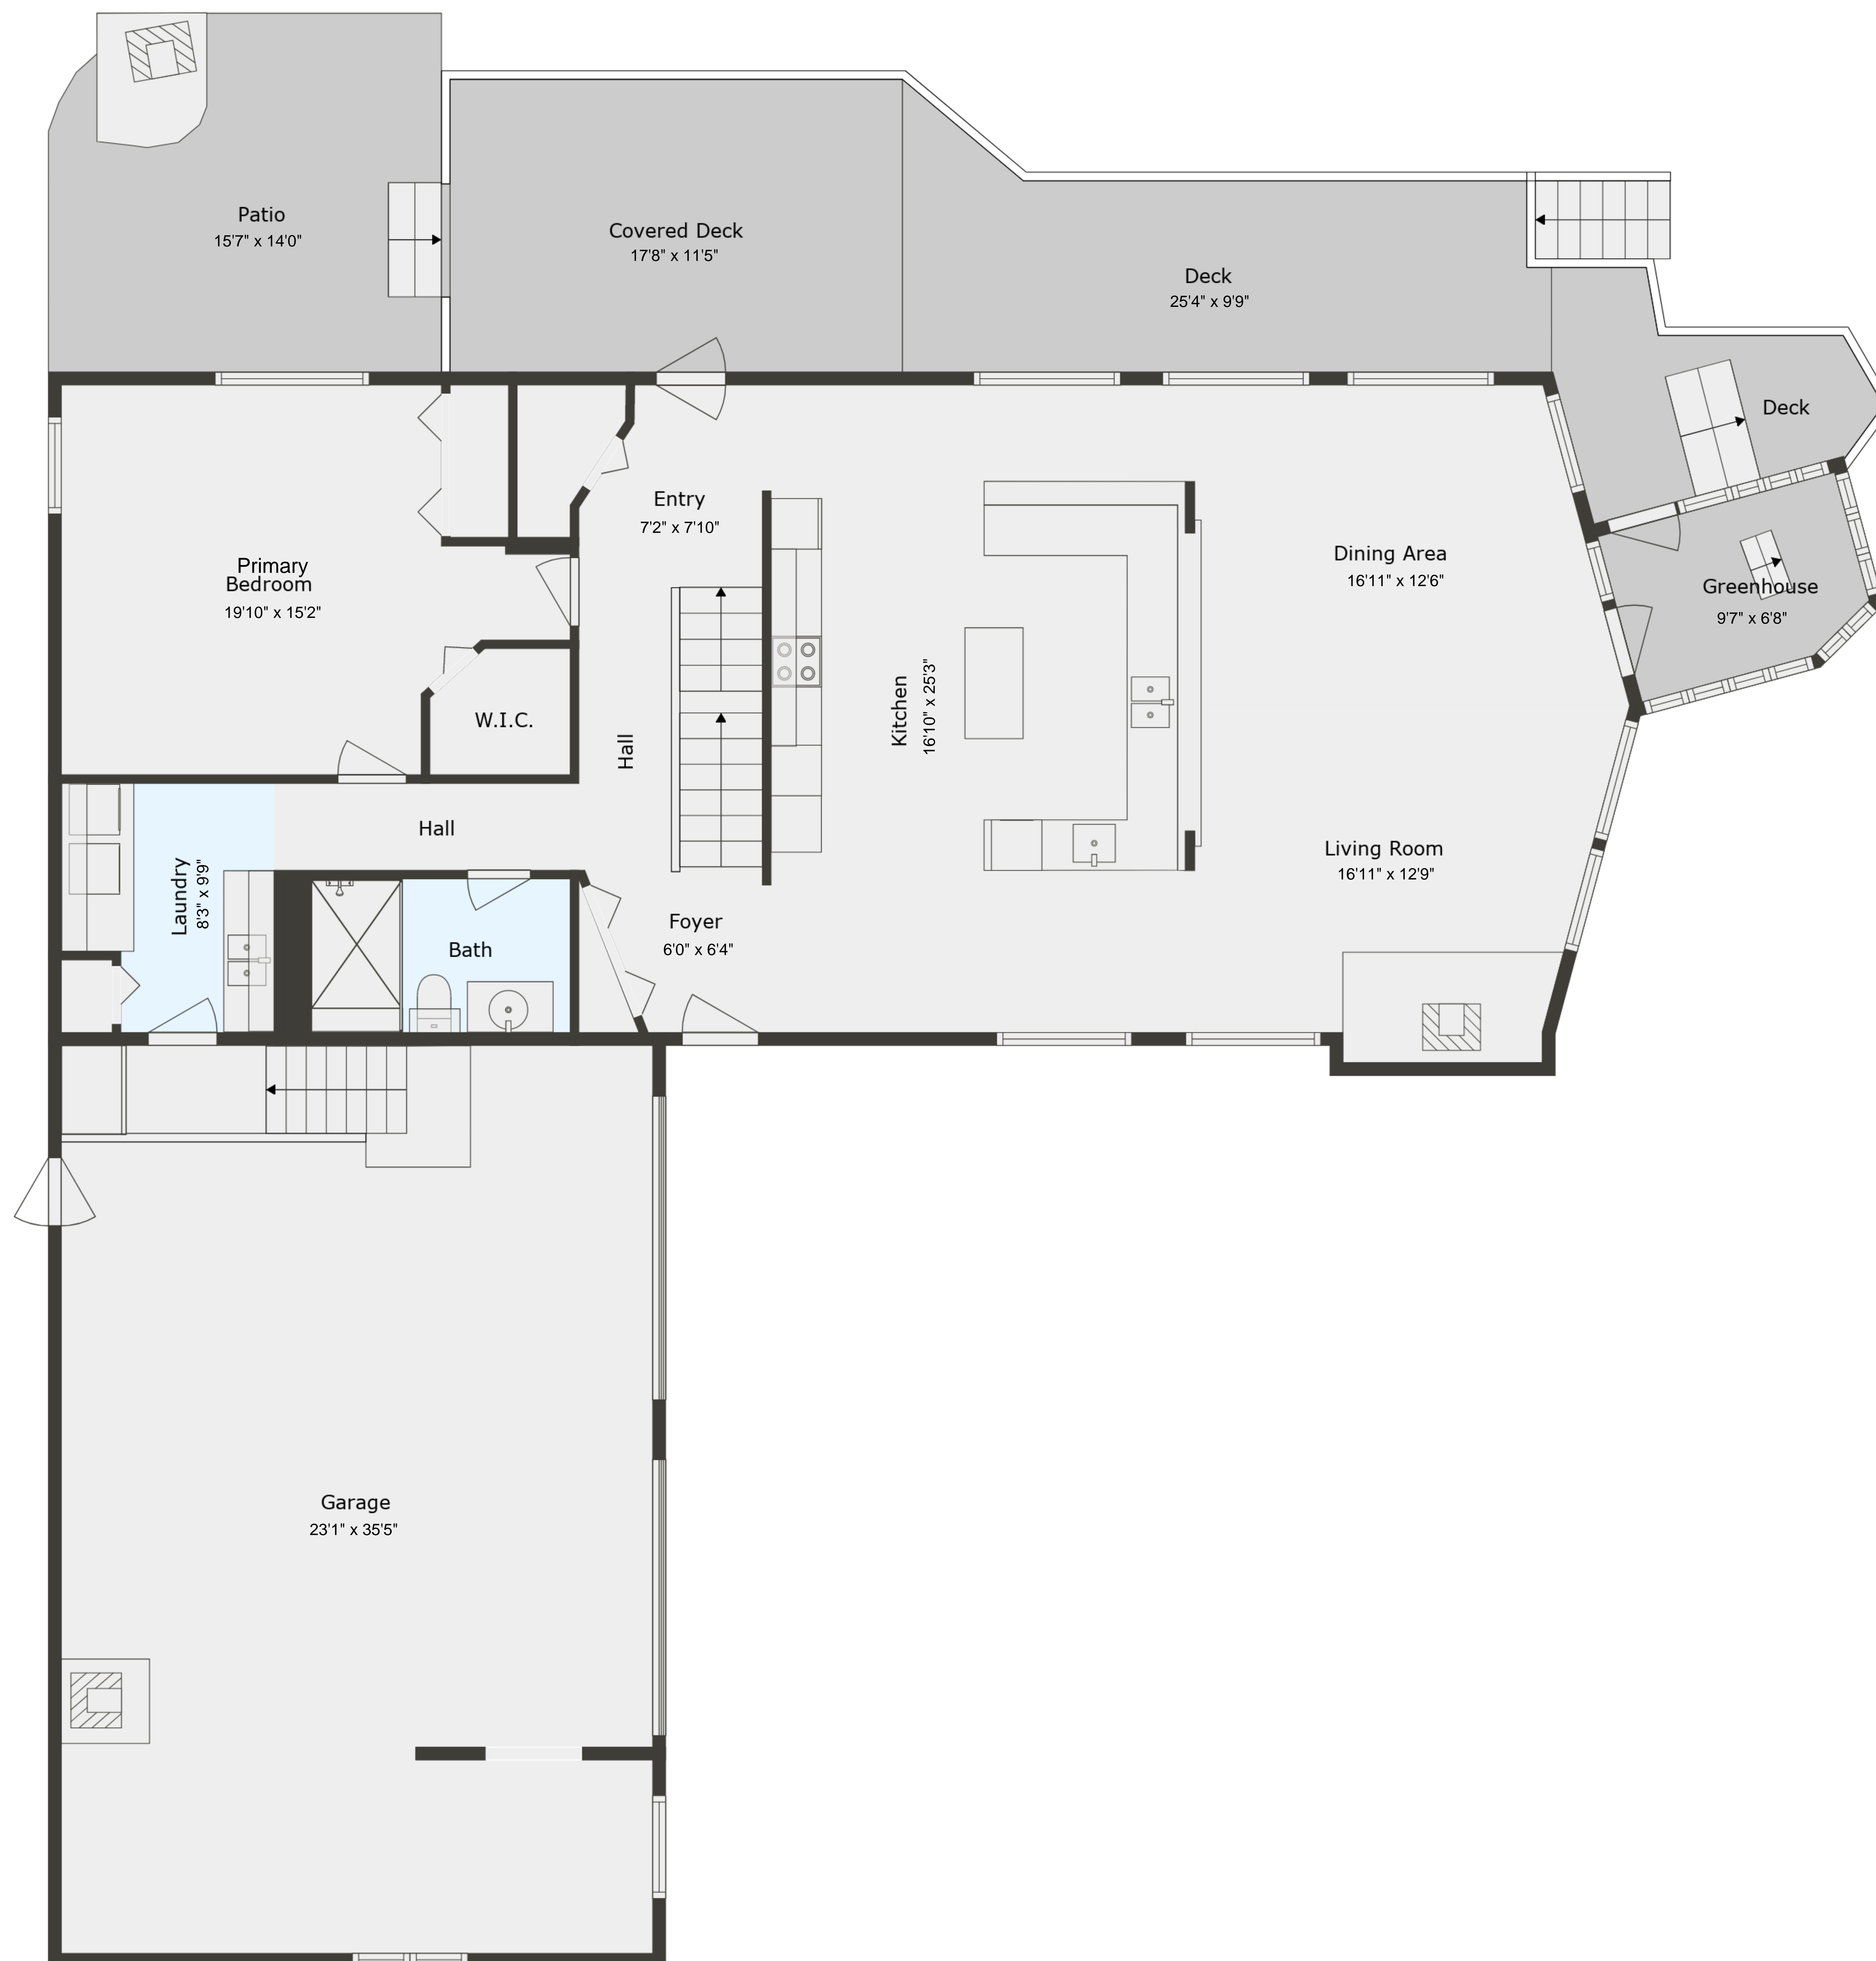 Patio
15'7" x 14'0"
Covered Deck
17'8" x 11'5"
Deck
25'4" x 9'9"
Deck
Entry
7'2" x 7'10"
Primary
Bedroom
19'10" x 15'2"
Dining Area
16'11" x 12'6"
Greenhouse
9'7" x 6'8"
W.I.C.
Hall
Kitchen
16'10" x 25'3"
Hall
Living Room
16'11" x 12'9"
Laundry
8'3" x 9'9"
Bath
Foyer
6'0" x 6'4"
Garage
23'1" x 35'5"